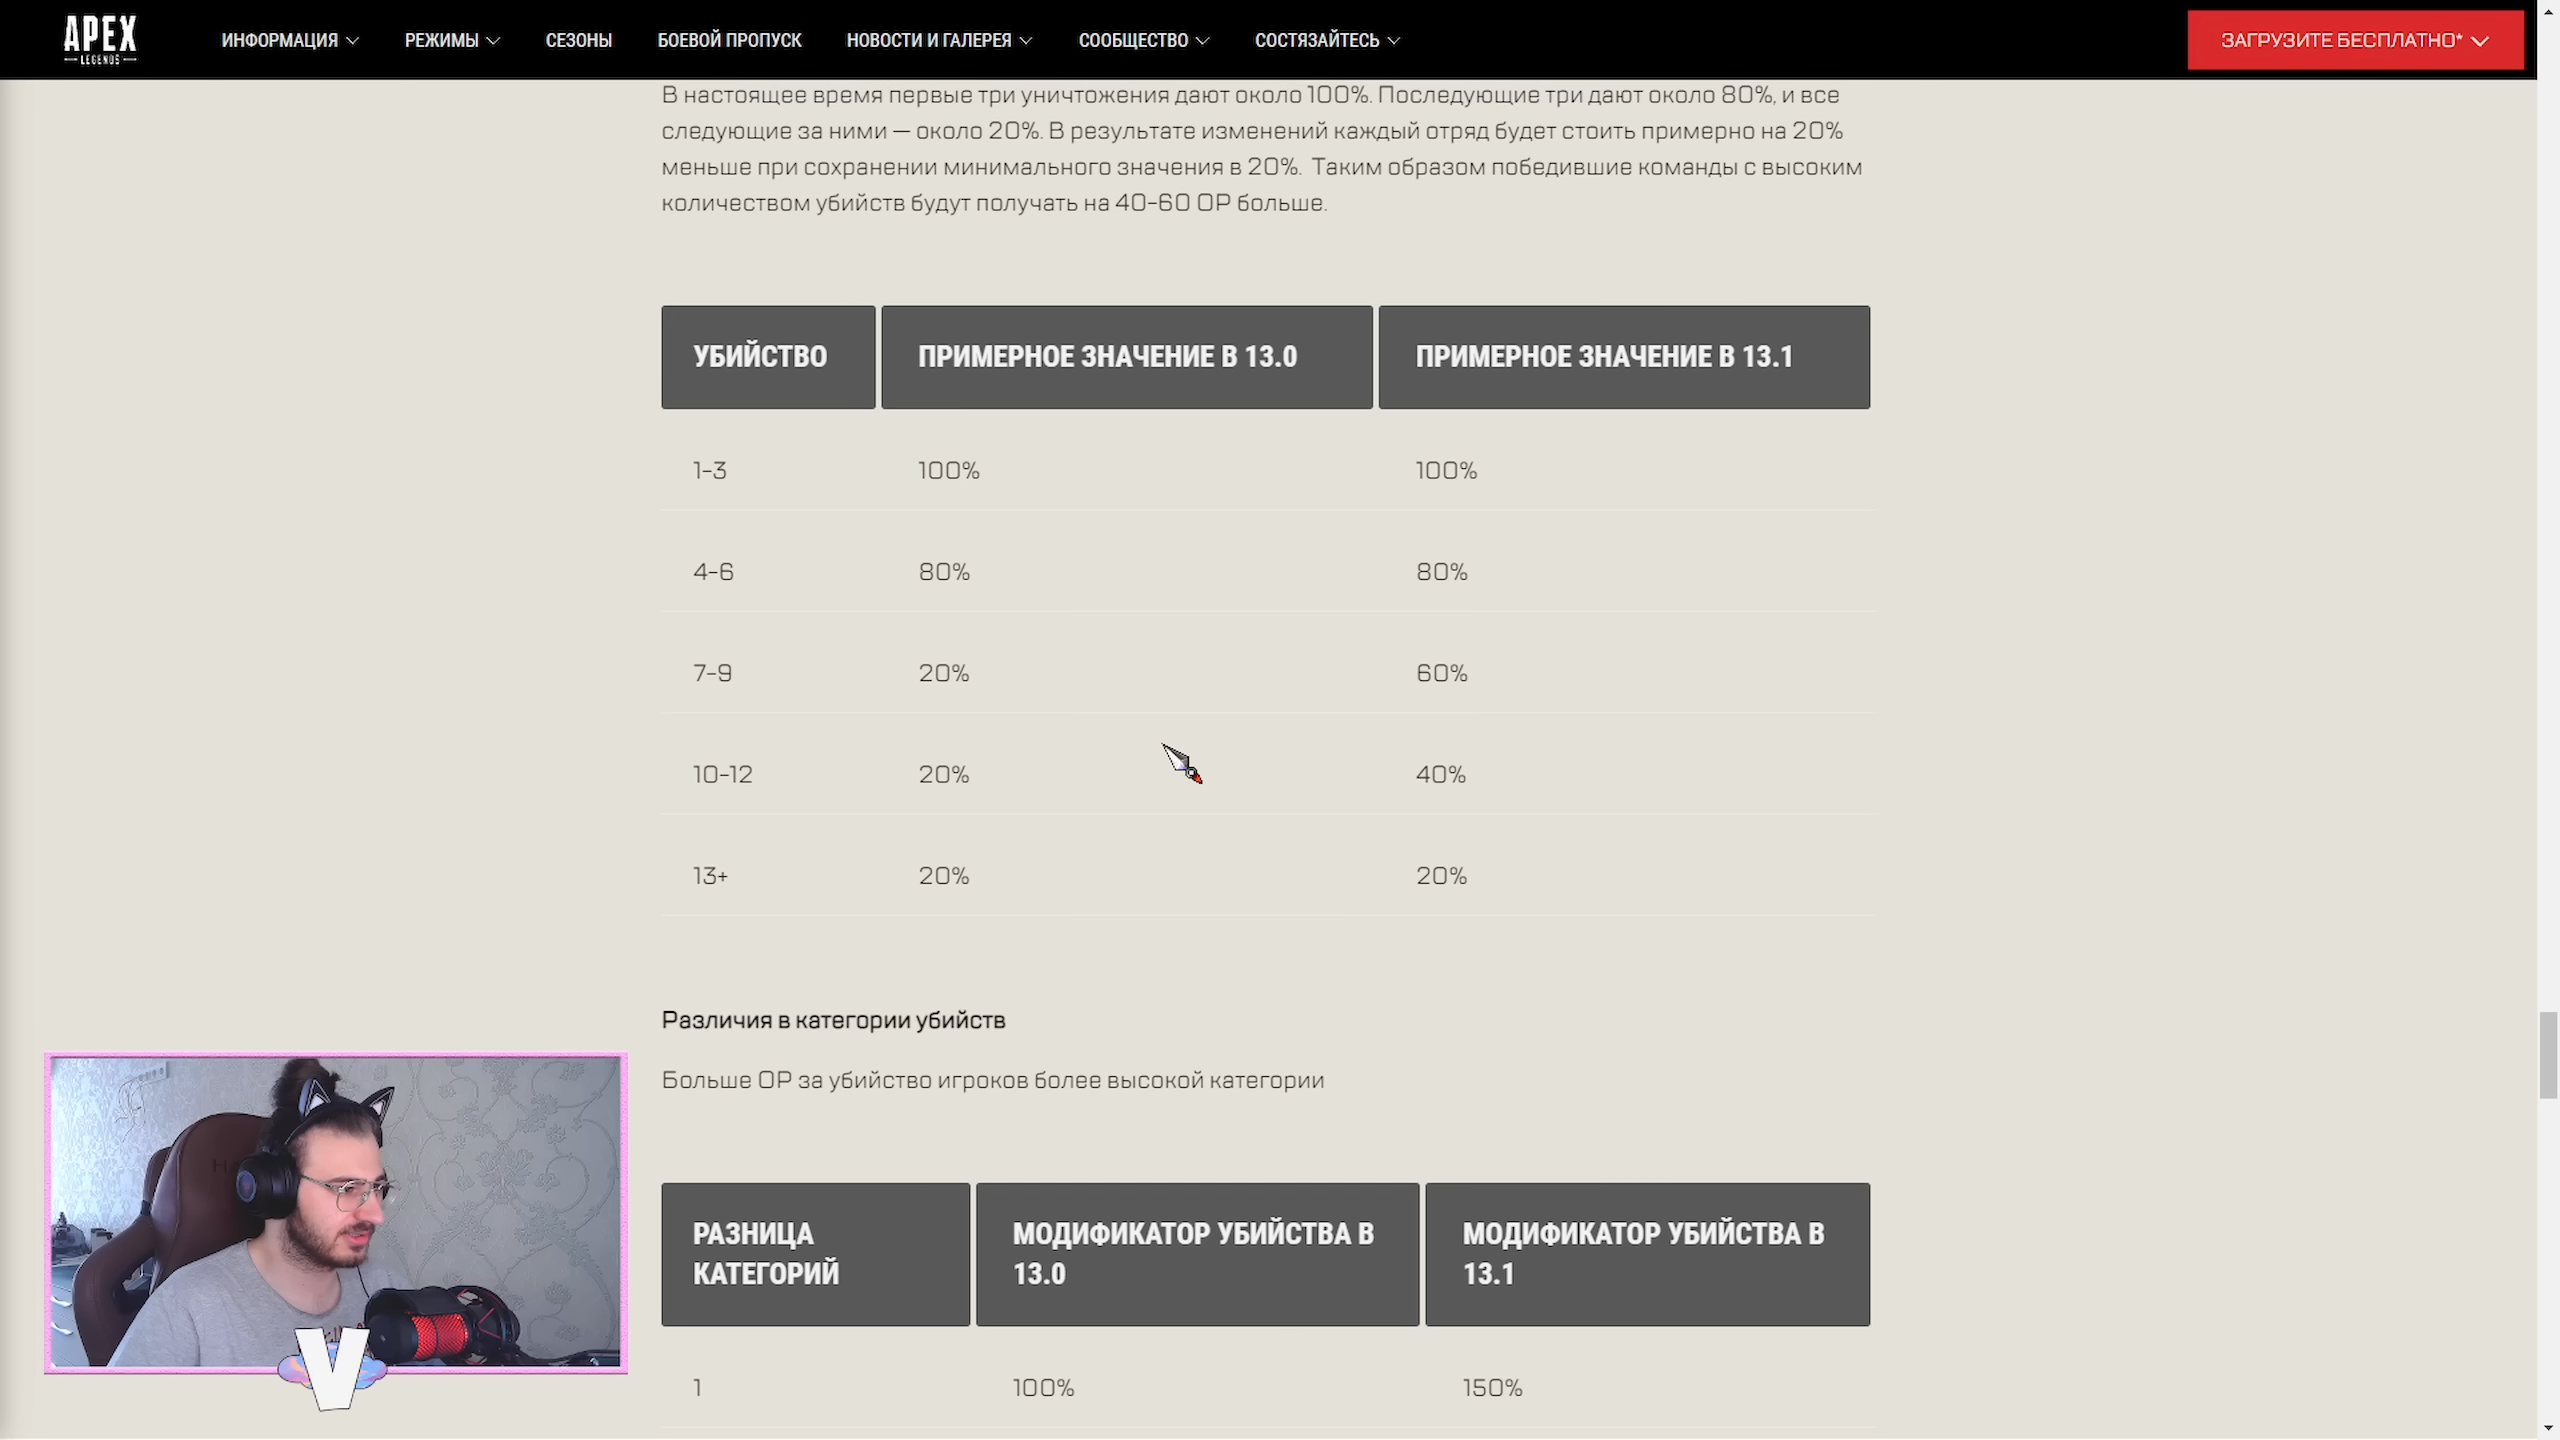 APEX
LEGENDS
ИНФОРМАЦИЯ
РЕЖИМЫ
СЕЗОНЫ
БОЕВОЙ ПРОПУСК
НОВОСТИ И ГАЛЕРЕЯ
СООБЩЕСТВО
СОСТЯЗАЙТЕСЬ
ЗАГРУЗИТЕ БЕСПЛАТНО*
В настоящее время первые три уничтожения дают около 100%. Последующие три дают около 80%, и все
следующие за ними — около 20%. В результате изменений каждый отряд будет стоить примерно на 20%
меньше при сохранении минимального значения в 20%. Таким образом победившие команды с высоким
количеством убийств будут получать на 40-60 ОР больше.
УБИЙСТВО ПРИМЕРНОЕ ЗНАЧЕНИЕ В 13.0 ПРИМЕРНОЕ ЗНАЧЕНИЕ В 13.1
1-3 100% 100%
4-6 80% 80%
7-9 20% 60%
10-12 20% 40%
13+ 20% 20%
Различия в категории убийств
Больше ОР за убийство игроков более высокой категории
РАЗНИЦА
КАТЕГОРИЙ
МОДИФИКАТОР УБИЙСТВА В
13.0
МОДИФИКАТОР УБИЙСТВА В
13.1
1 100% 150%
V